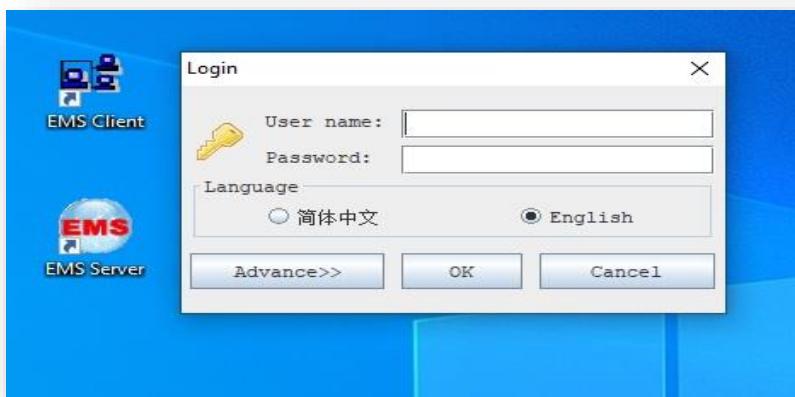 EMS Client
EMS
EMS Server
Login
User name:
Password:
Language
简体中文
English
Advance>>
OK
Cancel